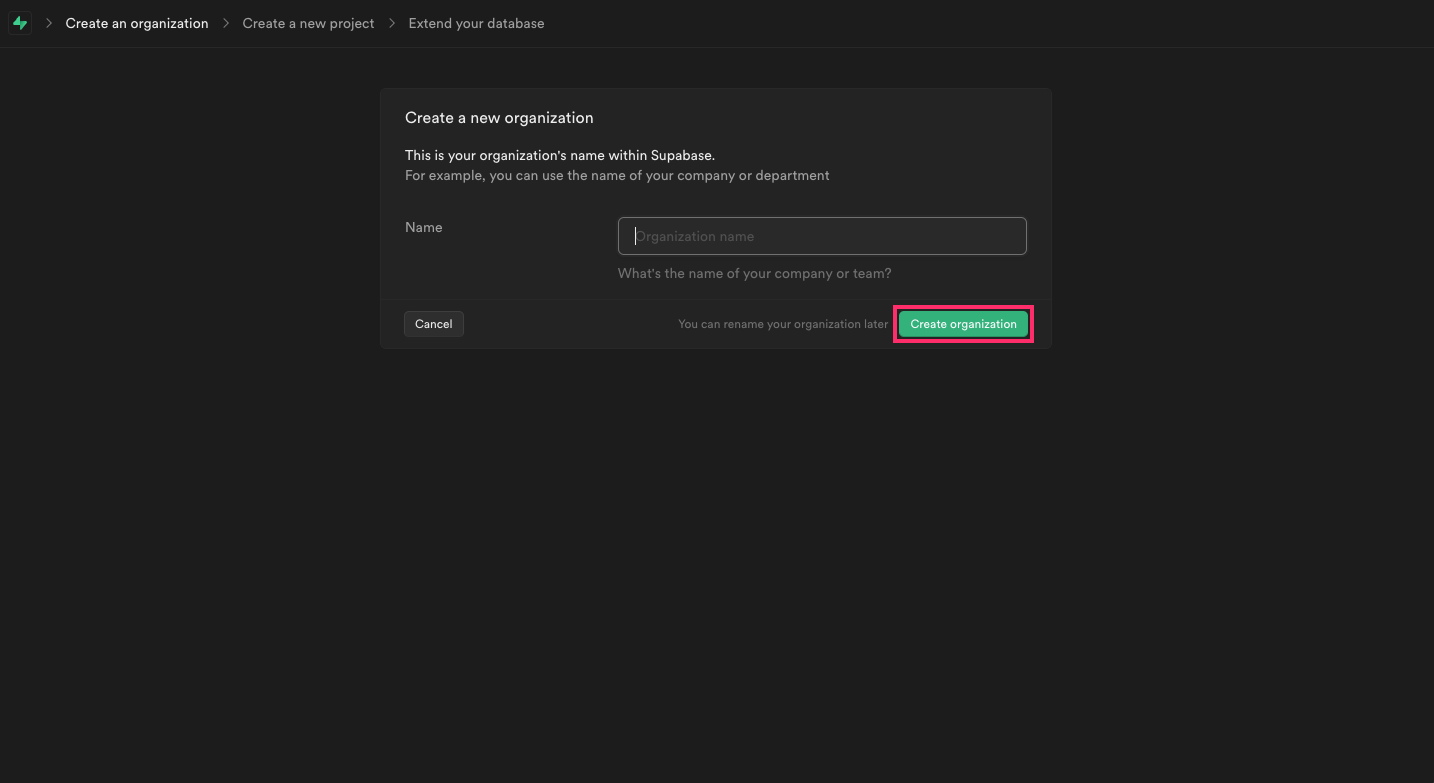 Create an organization > Create a new project > Extend your database
Create a new organization
This is your organization's name within Supabase.
For example, you can use the name of your company or department
Name
Organization name
What's the name of your company or team?
Cancel
You can rename your organization later
Create organization